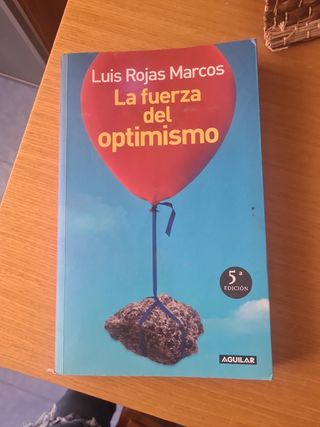 Luis Rojas Marcos
La fuerza
del
optimismo
5ª
EDICIÓN
AGUILAR